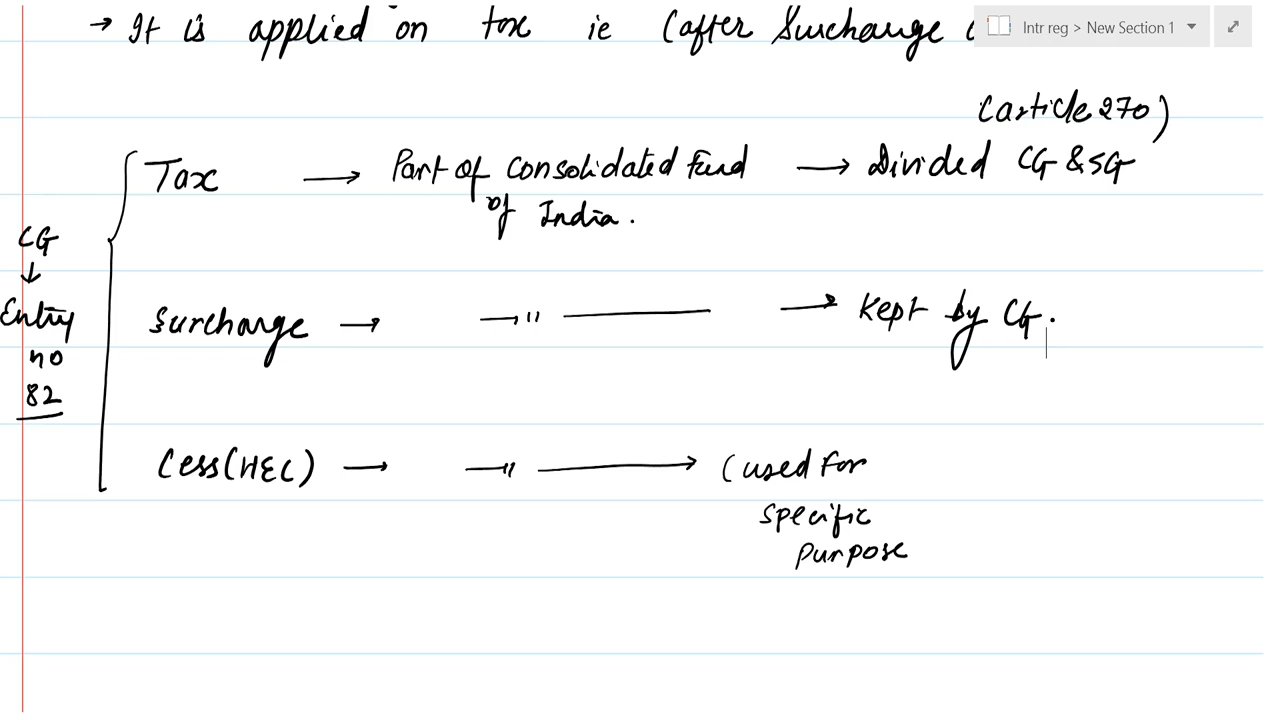 → It is applied on tax ie (after Surcharge
Intr reg > New Section 1
(article 270)
Tax → Part of Consolidated Fund → Divided CG & SG
of India.
CG
↓
Entry
no
82
Surcharge → —"— → Kept by CG.
Cess(HEC) → —"— → (used for
specific
purpose